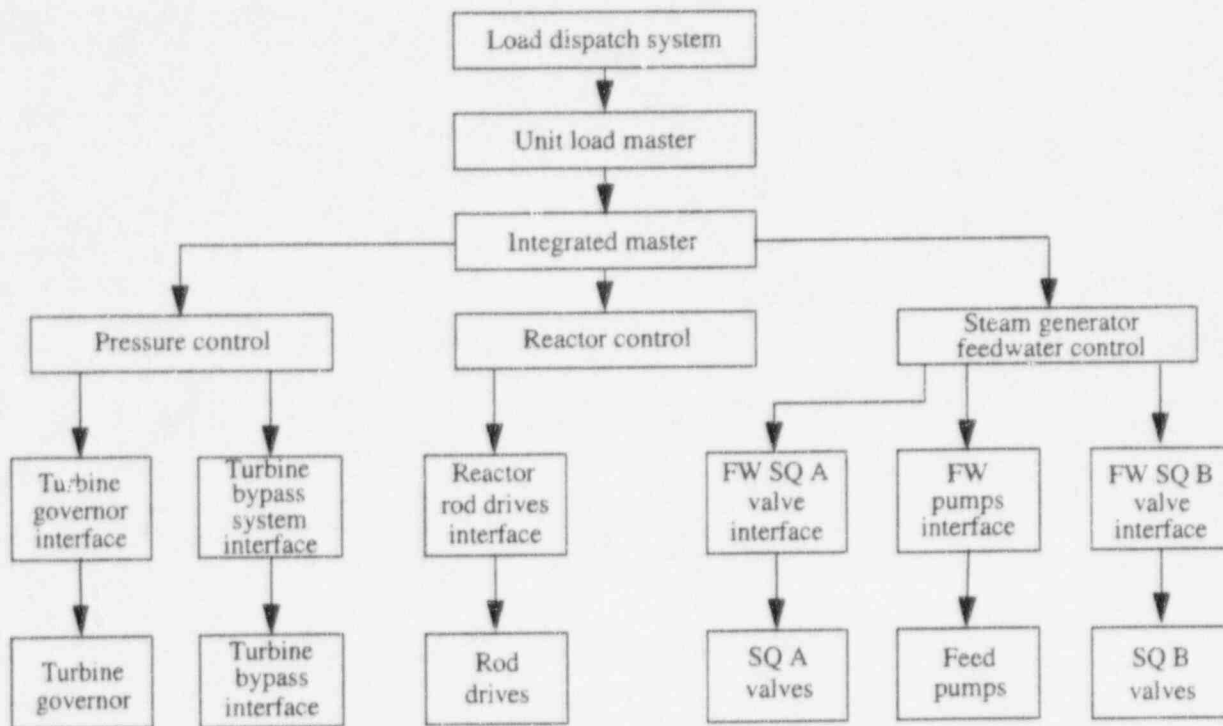 Load dispatch system
Unit load master
Integrated master
Pressure control
Reactor control
Steam generator
feedwater control
Turbine
governor
interface
Turbine
bypass
system
interface
Reactor
rod drives
interface
FW SQ A
valve
interface
FW
pumps
interface
FW SQ B
valve
interface
Turbine
governor
Turbine
bypass
interface
Rod
drives
SQ A
valves
Feed
pumps
SQ B
valves